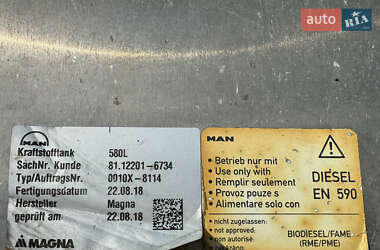 auto RIA
MAN
Kraftstofftank 580L
SachNr. Kunde 81.12201-6734
Typ/AuftragsNr. 0910X-8114
Fertigungsdatum 22.08.18
Hersteller Magna
geprüft am 22.08.18
MAGNA
MAN
• Betrieb nur mit
• Use only with
• Remplir seulement
• Provoz pouze s
• Alimentare solo con
DIESEL
EN 590
- nicht zugelassen:
- not approved:
- non autorisé
BIODIESEL/FAME
(RME/PME)